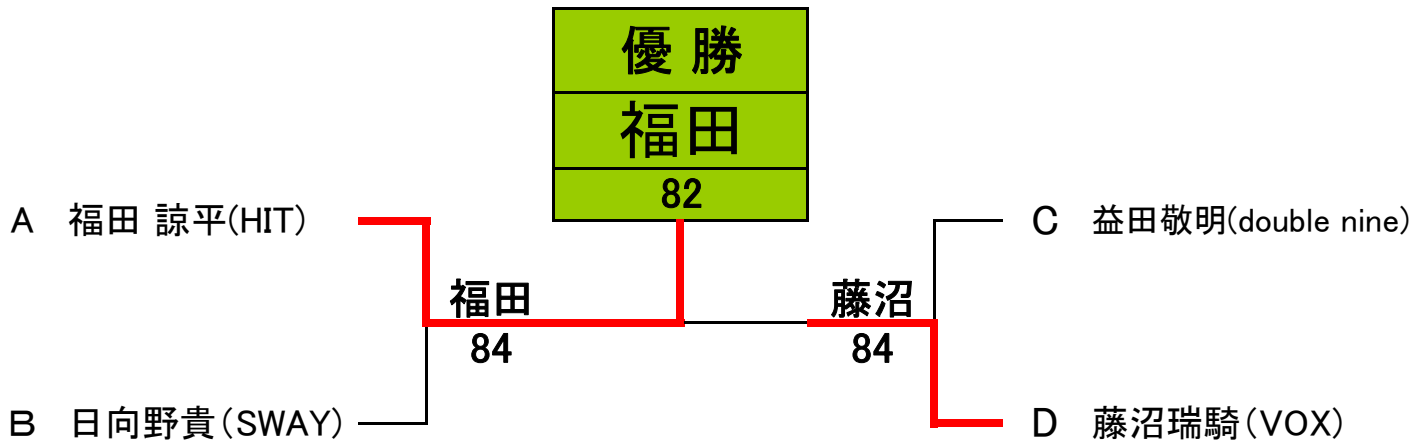 優 勝
福田
82
A 福田 諒平(HIT)
C 益田敬明(double nine)
福田
84
藤沼
84
B 日向野貴(SWAY)
D 藤沼瑞騎(VOX)